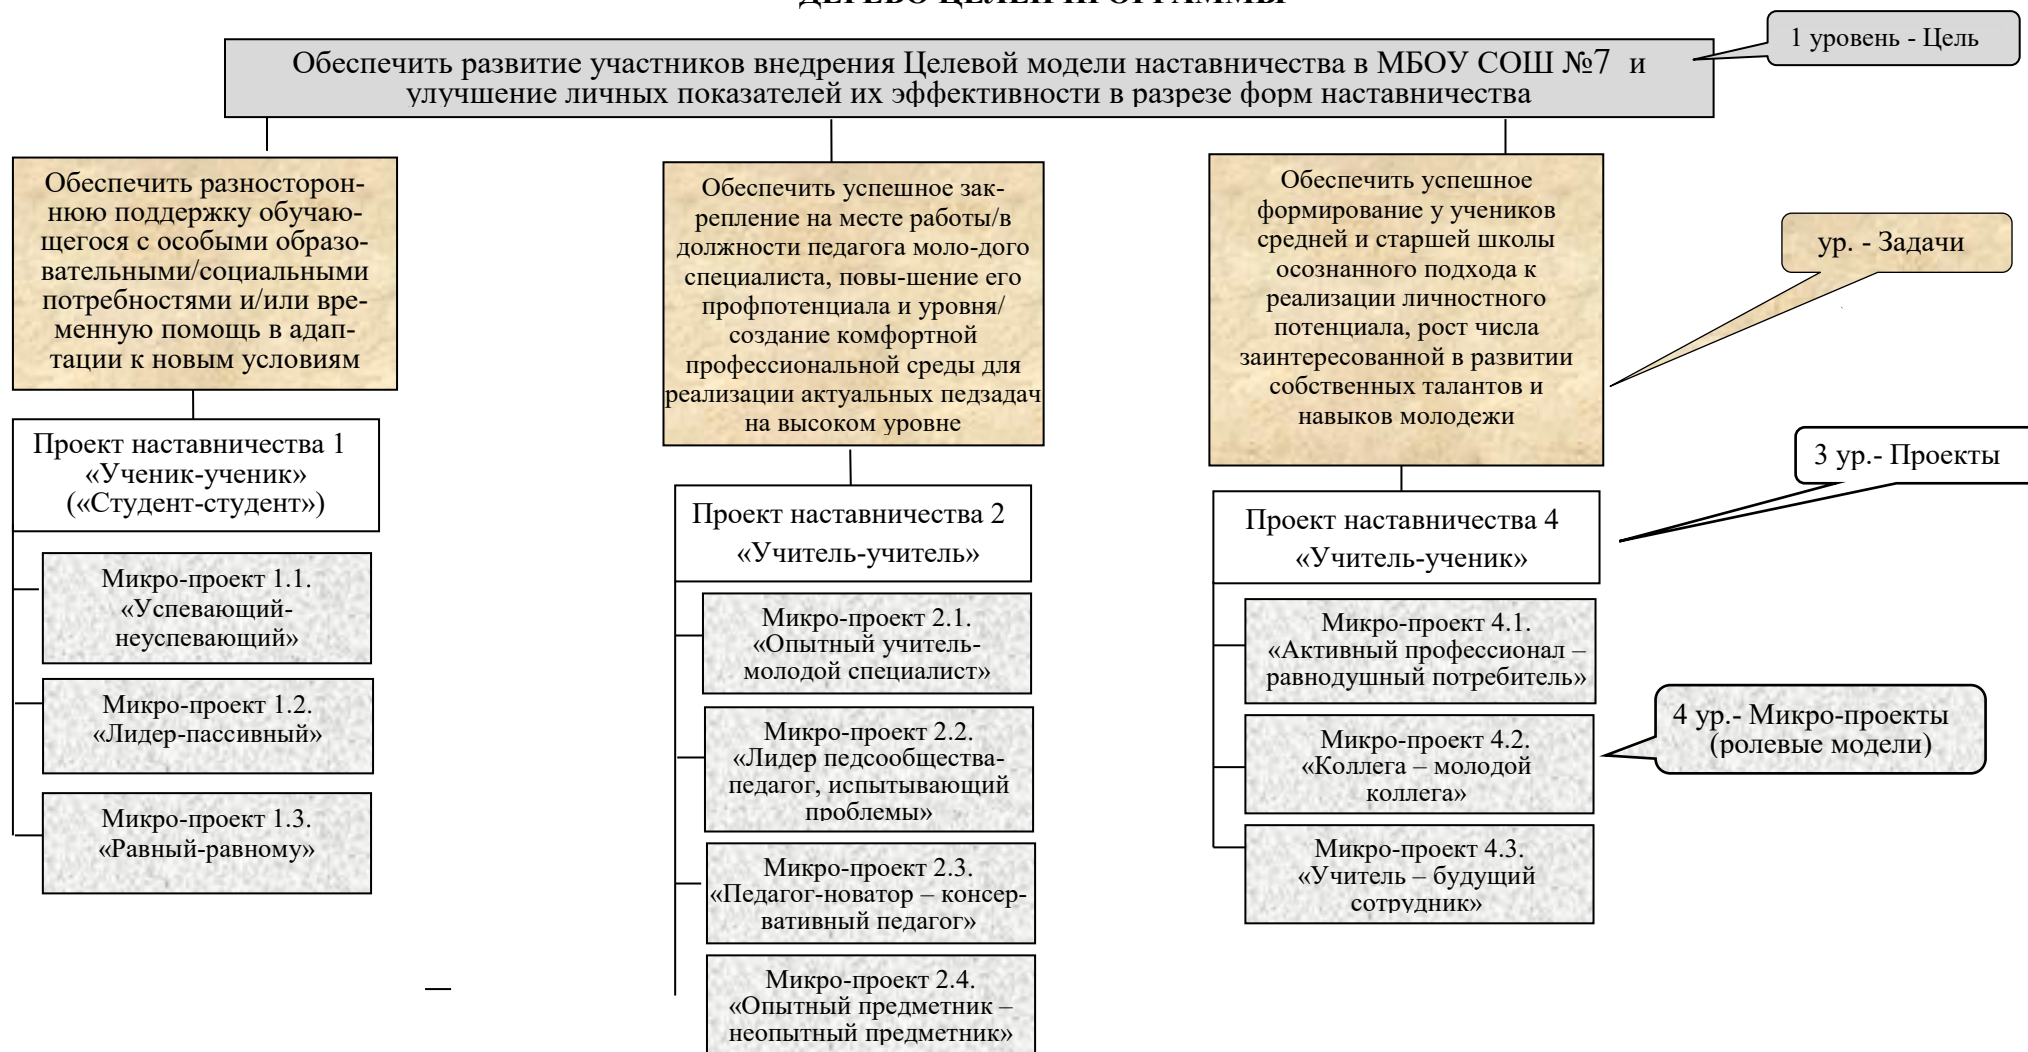 ДЕРЕВО ЦЕЛЕЙ ПРОГРАММЫ
1 уровень - Цель
Обеспечить развитие участников внедрения Целевой модели наставничества в МБОУ СОШ №7 и
улучшение личных показателей их эффективности в разрезе форм наставничества
Обеспечить разносторон-
нюю поддержку обучаю-
щегося с особыми образо-
вательными/социальными
потребностями и/или вре-
менную помощь в адап-
тации к новым условиям
Обеспечить успешное зак-
репление на месте работы/в
должности педагога моло-дого
специалиста, повы-шение его
профпотенциала и уровня/
создание комфортной
профессиональной среды для
реализации актуальных педзадач
на высоком уровне
Обеспечить успешное
формирование у учеников
средней и старшей школы
осознанного подхода к
реализации личностного
потенциала, рост числа
заинтересованной в развитии
собственных талантов и
навыков молодежи
ур. - Задачи
Проект наставничества 1
«Ученик-ученик»
(«Студент-студент»)
Проект наставничества 2
«Учитель-учитель»
Проект наставничества 4
«Учитель-ученик»
3 ур.- Проекты
Микро-проект 1.1.
«Успевающий-
неуспевающий»
Микро-проект 1.2.
«Лидер-пассивный»
Микро-проект 1.3.
«Равный-равному»
Микро-проект 2.1.
«Опытный учитель-
молодой специалист»
Микро-проект 2.2.
«Лидер педсообщества-
педагог, испытывающий
проблемы»
Микро-проект 2.3.
«Педагог-новатор – консер-
вативный педагог»
Микро-проект 2.4.
«Опытный предметник –
неопытный предметник»
Микро-проект 4.1.
«Активный профессионал –
равнодушный потребитель»
Микро-проект 4.2.
«Коллега – молодой
коллега»
Микро-проект 4.3.
«Учитель – будущий
сотрудник»
4 ур.- Микро-проекты
(ролевые модели)